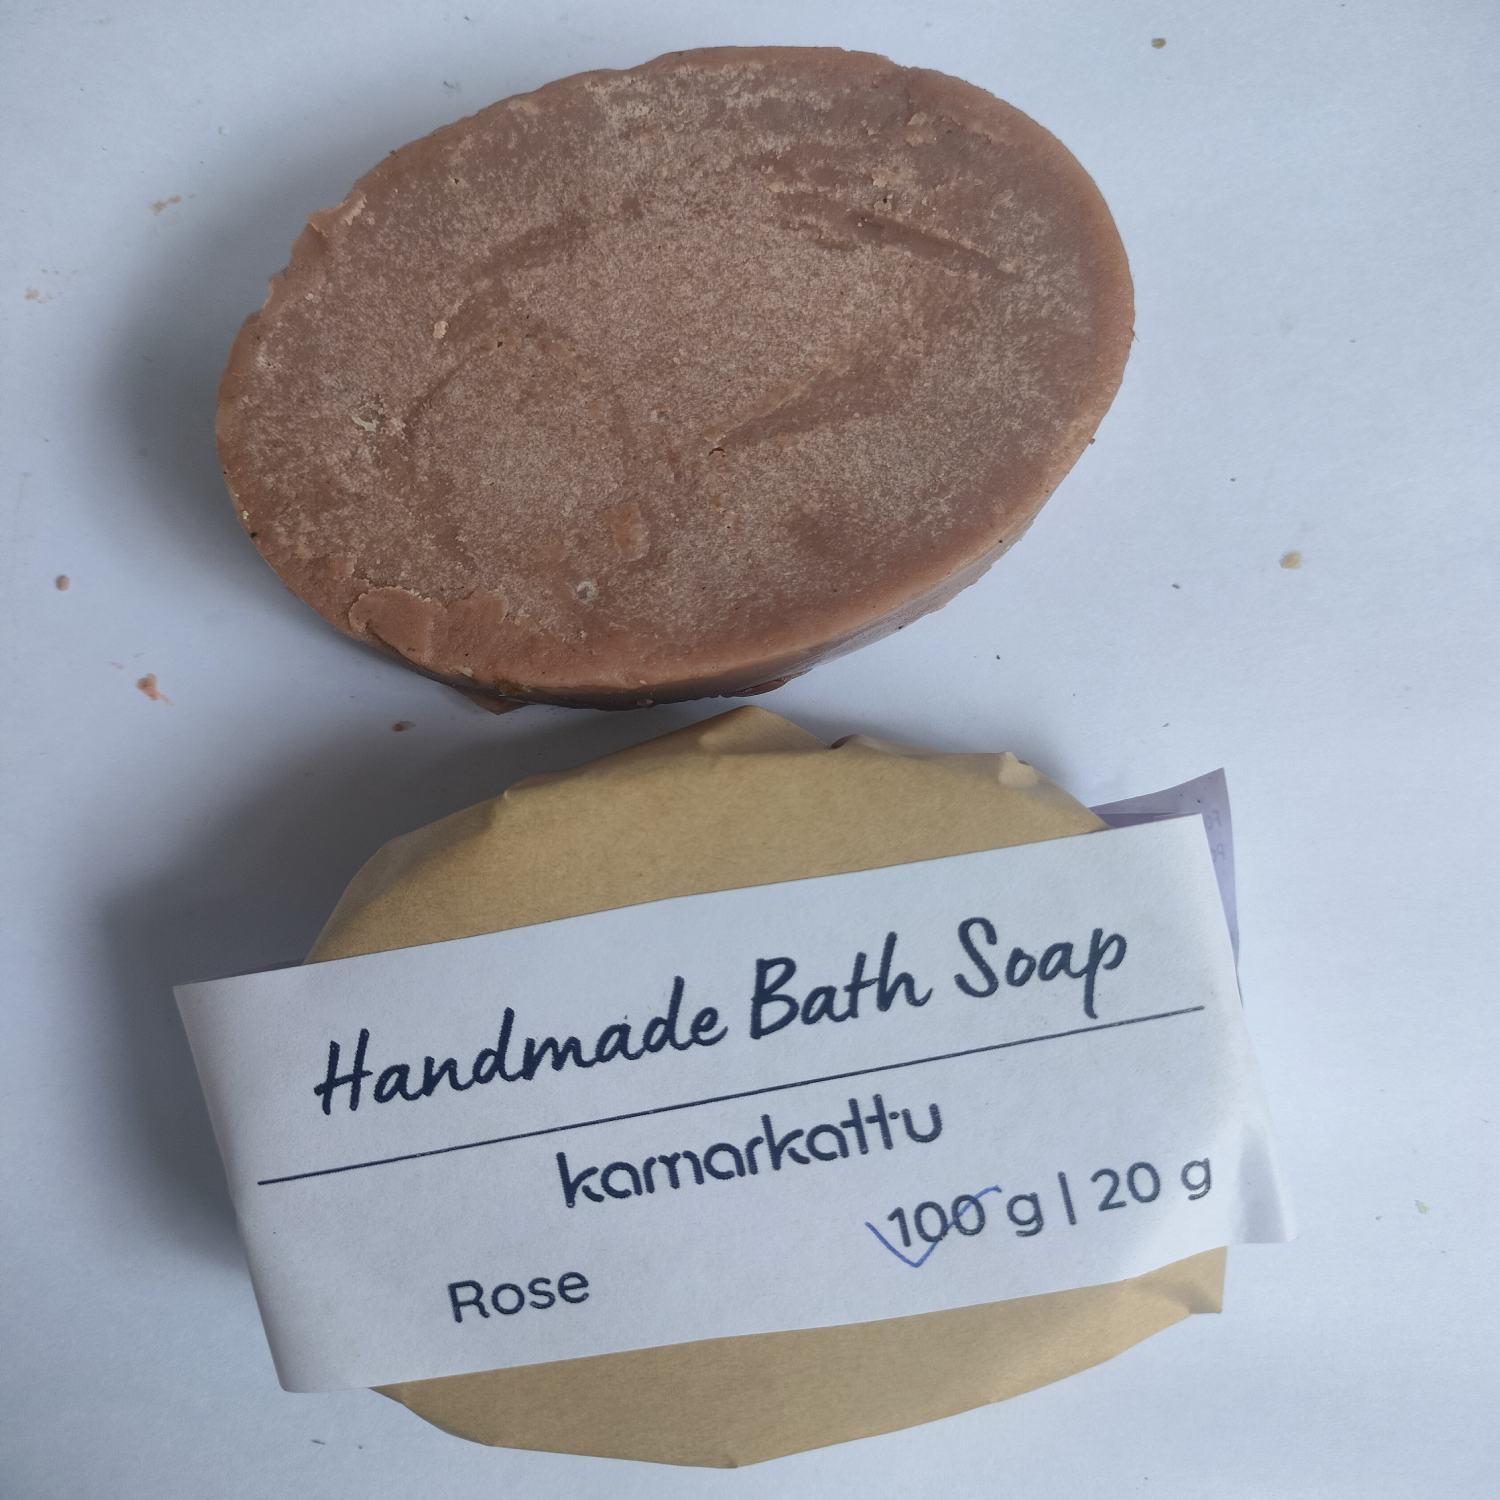 Handmade Bath Soap
kamarkattu
100 g | 20 g
Rose